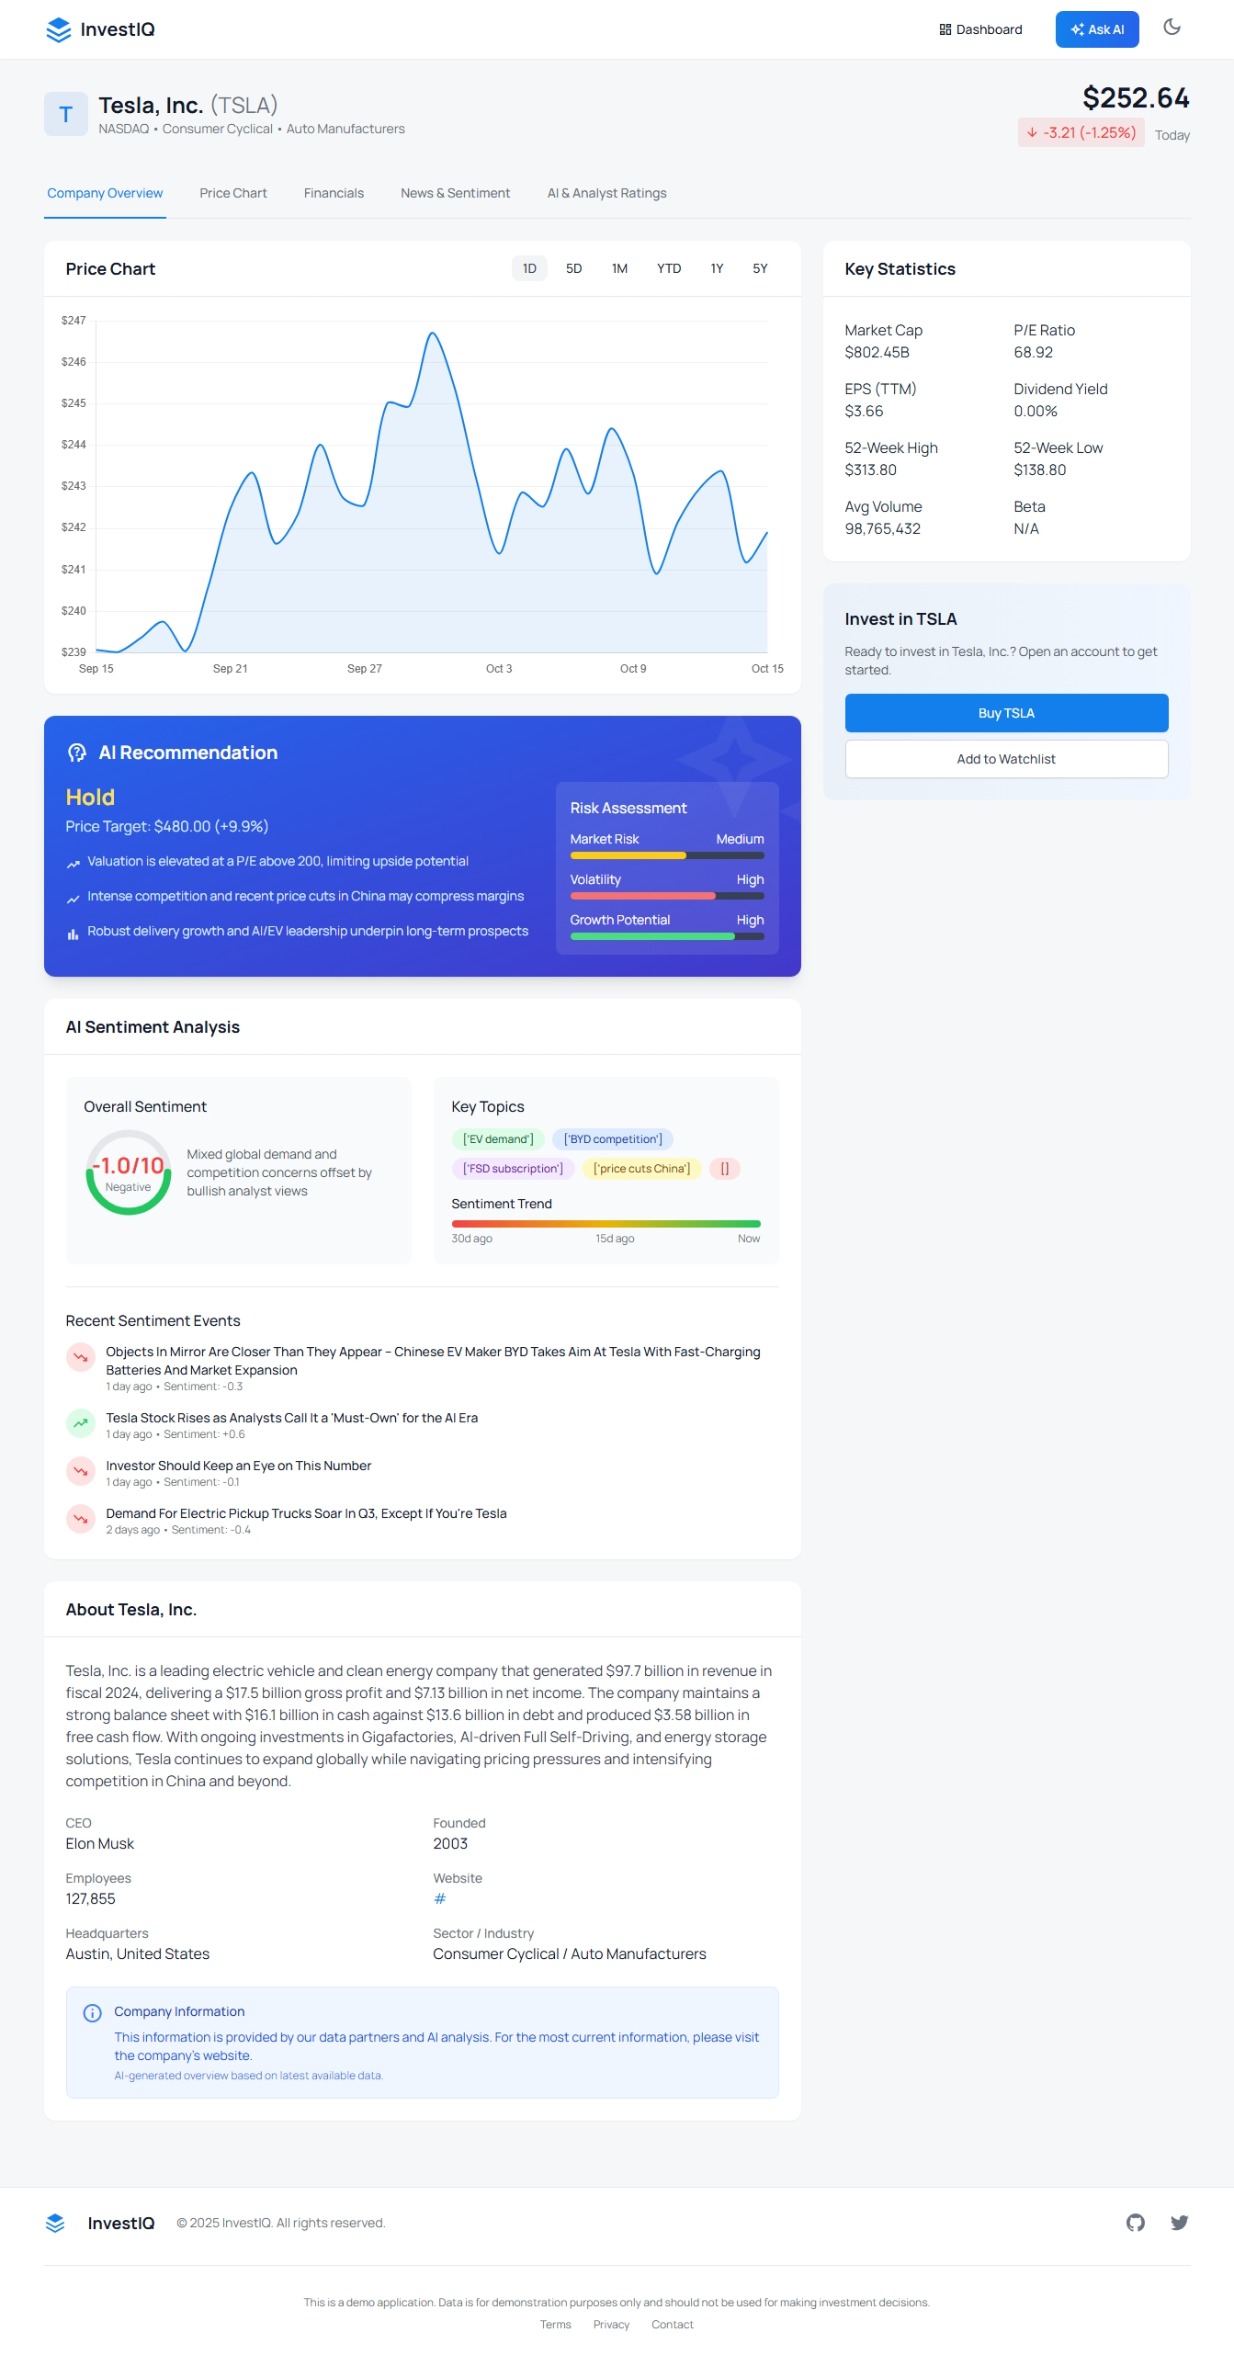 InvestIQ
Dashboard
Ask AI
T
Tesla, Inc. (TSLA)
NASDAQ • Consumer Cyclical • Auto Manufacturers
$252.64
-3.21 (-1.25%) Today
Company Overview
Price Chart
Financials
News & Sentiment
AI & Analyst Ratings
Price Chart
1D 5D 1M YTD 1Y 5Y
$247
$246
$245
$244
$243
$242
$241
$240
$239
Sep 15 Sep 21 Sep 27 Oct 3 Oct 9 Oct 15
Key Statistics
Market Cap
$802.45B
P/E Ratio
68.92
EPS (TTM)
$3.66
Dividend Yield
0.00%
52-Week High
$313.80
52-Week Low
$138.80
Avg Volume
98,765,432
Beta
N/A
Invest in TSLA
Ready to invest in Tesla, Inc.? Open an account to get
started.
Buy TSLA
Add to Watchlist
AI Recommendation
Hold
Price Target: $480.00 (+9.9%)
Valuation is elevated at a P/E above 200, limiting upside potential
Intense competition and recent price cuts in China may compress margins
Robust delivery growth and AI/EV leadership underpin long-term prospects
Risk Assessment
Market Risk Medium
Volatility High
Growth Potential High
AI Sentiment Analysis
Overall Sentiment
-1.0/10
Negative
Mixed global demand and
competition concerns offset by
bullish analyst views
Key Topics
['EV demand'] ['BYD competition']
['FSD subscription'] ['price cuts China'] []
Sentiment Trend
30d ago 15d ago Now
Recent Sentiment Events
Objects In Mirror Are Closer Than They Appear – Chinese EV Maker BYD Takes Aim At Tesla With Fast-Charging
Batteries And Market Expansion
1 day ago • Sentiment: -0.3
Tesla Stock Rises as Analysts Call It a 'Must-Own' for the AI Era
1 day ago • Sentiment: +0.6
Investor Should Keep an Eye on This Number
1 day ago • Sentiment: -0.1
Demand For Electric Pickup Trucks Soar In Q3, Except If You're Tesla
2 days ago • Sentiment: -0.4
About Tesla, Inc.
Tesla, Inc. is a leading electric vehicle and clean energy company that generated $97.7 billion in revenue in
fiscal 2024, delivering a $17.5 billion gross profit and $7.13 billion in net income. The company maintains a
strong balance sheet with $16.1 billion in cash against $13.6 billion in debt and produced $3.58 billion in
free cash flow. With ongoing investments in Gigafactories, AI-driven Full Self-Driving, and energy storage
solutions, Tesla continues to expand globally while navigating pricing pressures and intensifying
competition in China and beyond.
CEO
Elon Musk
Founded
2003
Employees
127,855
Website
#
Headquarters
Austin, United States
Sector / Industry
Consumer Cyclical / Auto Manufacturers
Company Information
This information is provided by our data partners and AI analysis. For the most current information, please visit
the company's website.
AI-generated overview based on latest available data.
InvestIQ
© 2025 InvestIQ. All rights reserved.
This is a demo application. Data is for demonstration purposes only and should not be used for making investment decisions.
Terms Privacy Contact